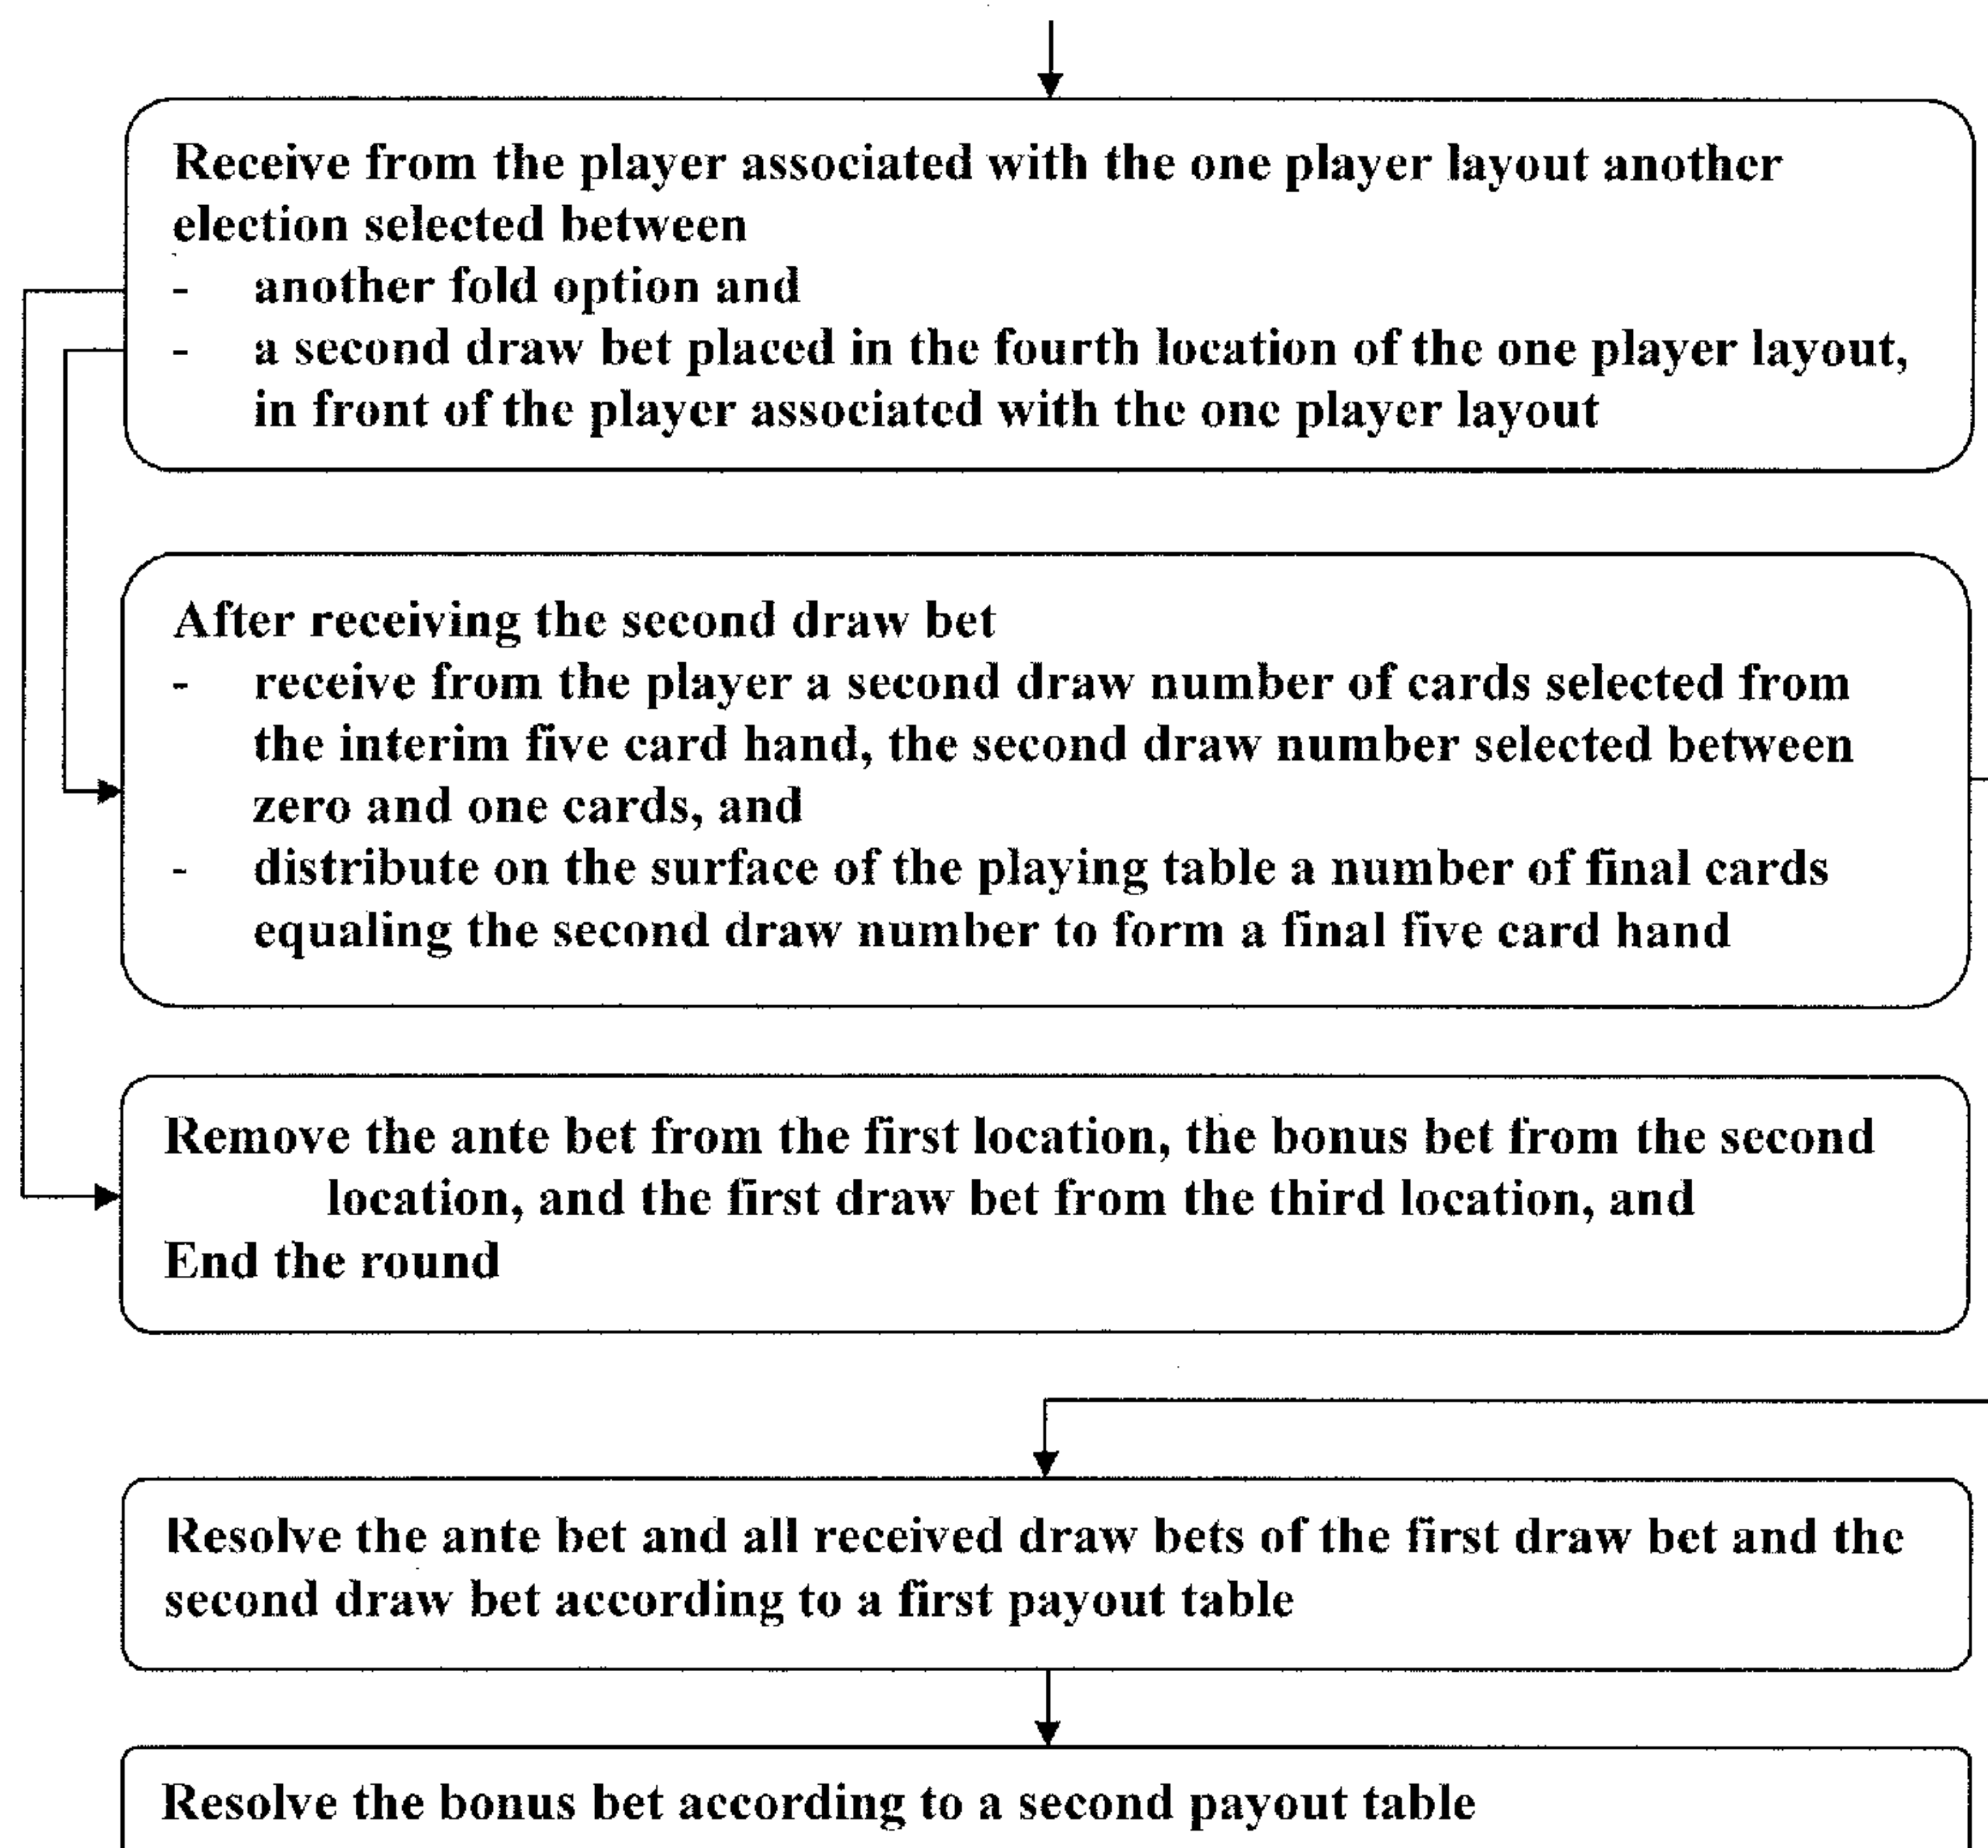 Receive from the player associated with the one player layout another
election selected between
- another fold option and
- a second draw bet placed in the fourth location of the one player layout,
in front of the player associated with the one player layout
After receiving the second draw bet
- receive from the player a second draw number of cards selected from
the interim five card hand, the second draw number selected between
zero and one cards, and
- distribute on the surface of the playing table a number of final cards
equaling the second draw number to form a final five card hand
Remove the ante bet from the first location, the bonus bet from the second
location, and the first draw bet from the third location, and
End the round
Resolve the ante bet and all received draw bets of the first draw bet and the
second draw bet according to a first payout table
Resolve the bonus bet according to a second payout table